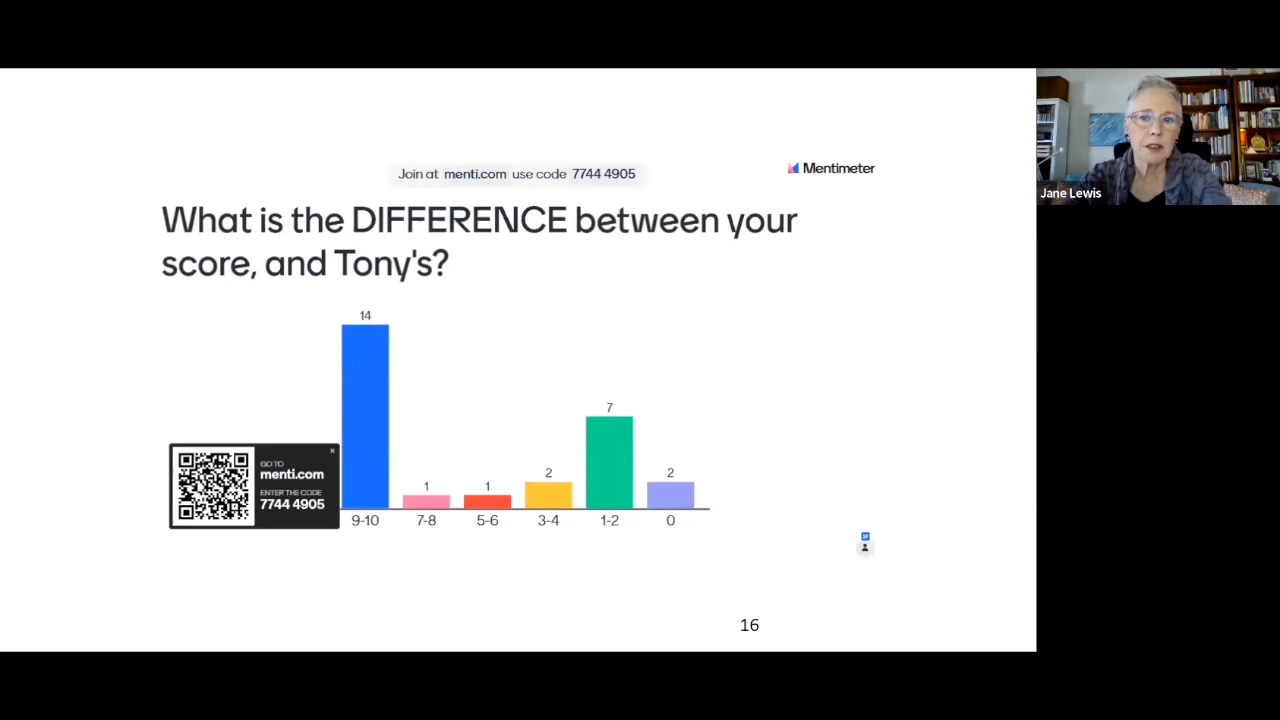 Join at menti.com use code 7744 4905
Mentimeter
What is the DIFFERENCE between your
score, and Tony's?
14
1
1
2
7
2
9-10
7-8
5-6
3-4
1-2
0
GO TO
menti.com
ENTER THE CODE
7744 4905
x
16
Jane Lewis